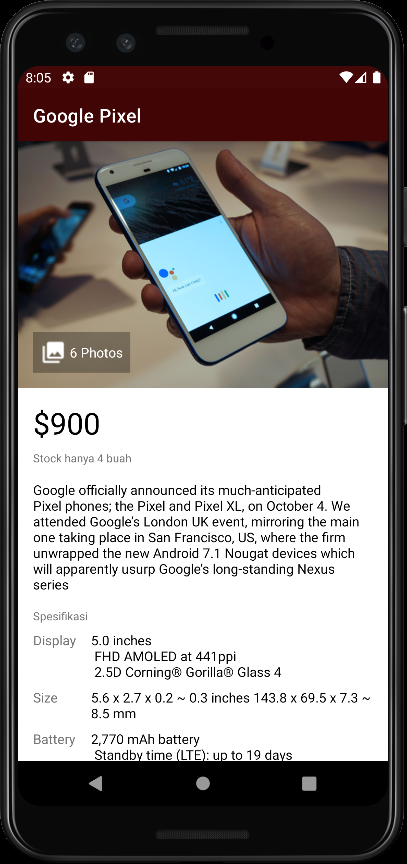 8:05
Google Pixel
6 Photos
$900
Stock hanya 4 buah
Google officially announced its much-anticipated
Pixel phones; the Pixel and Pixel XL, on October 4. We
attended Google's London UK event, mirroring the main
one taking place in San Francisco, US, where the firm
unwrapped the new Android 7.1 Nougat devices which
will apparently usurp Google's long-standing Nexus
series
Spesifikasi
Display 5.0 inches
FHD AMOLED at 441ppi
2.5D Corning® Gorilla® Glass 4
Size 5.6 x 2.7 x 0.2 ~ 0.3 inches 143.8 x 69.5 x 7.3 ~
8.5 mm
Battery 2,770 mAh battery
Standby time (LTE): up to 19 days